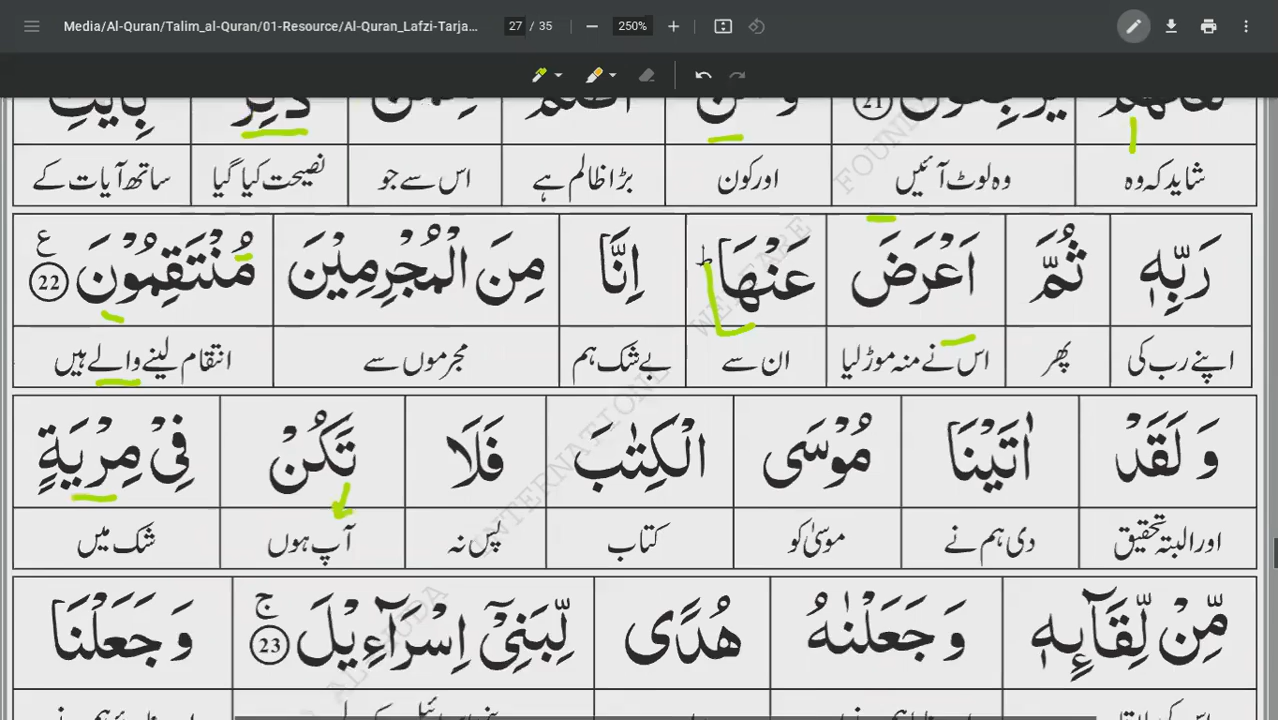 Media/Al-Quran/Talim_al-Quran/01-Resource/Al-Quran_Lafzi-Tarja... 27 / 35 250%
شاید کہ وہ وہ لوٹ آئیں اور کون بڑا ظالم ہے اس سے جو نصیحت کیا گیا ساتھ آیات کے
رَبِّهٖ ثُمَّ اَعْرَضَ عَنْهَا ؕ اِنَّا مِنَ الْمُجْرِمِيْنَ مُنْتَقِمُوْنَ ع 22
اپنے رب کی پھر اس نے منہ موڑ لیا ان سے بے شک ہم مجرموں سے انتقام لینے والے ہیں
وَ لَقَدْ اٰتَيْنَا مُوْسَى الْكِتٰبَ فَلَا تَكُنْ فِىْ مِرْيَةٍ
اور البتہ تحقیق دی ہم نے موسیٰ کو کتاب پس نہ آپ ہوں شک میں
مِّنْ لِّقَآئِهٖ وَ جَعَلْنٰهُ هُدًى لِّبَنِىْٓ اِسْرَآءِيْلَ ج 23 وَ جَعَلْنَا